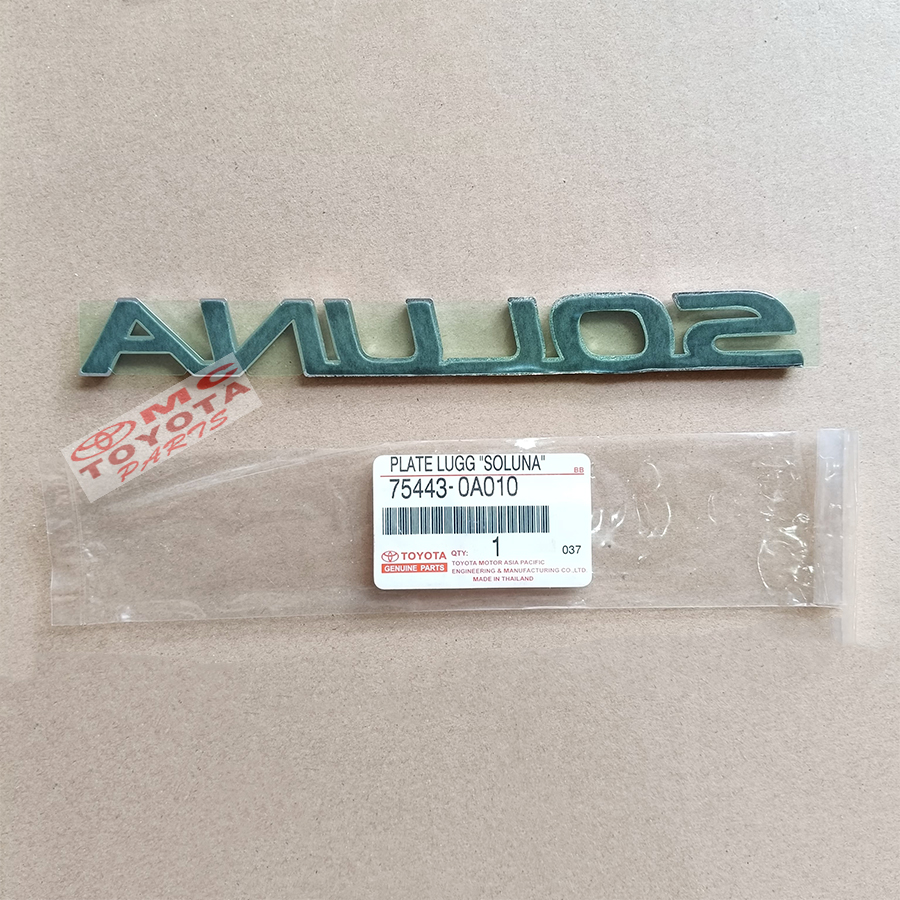 SOLUNA
MC
TOYOTA
PARTS
PLATE LUGG "SOLUNA"
BB
75443-0A010
TOYOTA
GENUINE PARTS
QTY: 1 037
TOYOTA MOTOR ASIA PACIFIC
ENGINEERING & MANUFACTURING CO.,LTD.
MADE IN THAILAND